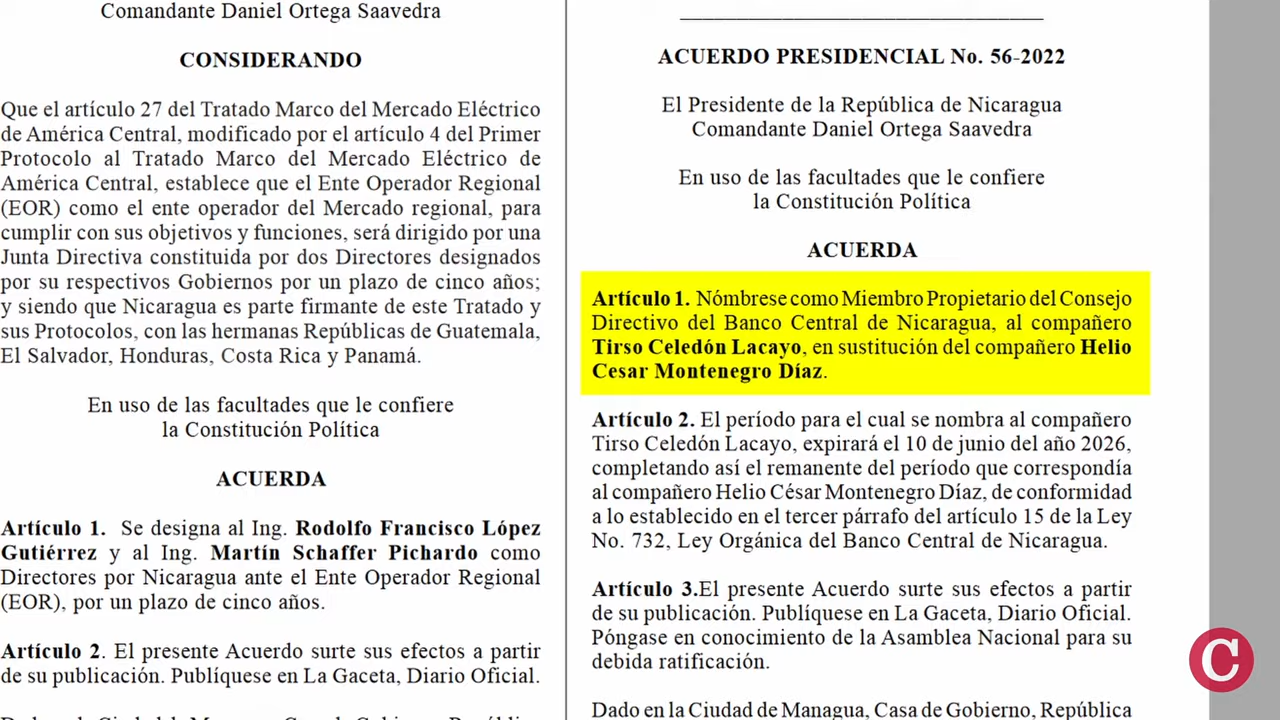 Comandante Daniel Ortega Saavedra
CONSIDERANDO
Que el artículo 27 del Tratado Marco del Mercado Eléctrico
de América Central, modificado por el artículo 4 del Primer
Protocolo al Tratado Marco del Mercado Eléctrico de
América Central, establece que el Ente Operador Regional
(EOR) como el ente operador del Mercado regional, para
cumplir con sus objetivos y funciones, será dirigido por una
Junta Directiva constituida por dos Directores designados
por su respectivos Gobiernos por un plazo de cinco años;
y siendo que Nicaragua es parte firmante de este Tratado y
sus Protocolos, con las hermanas Repúblicas de Guatemala,
El Salvador, Honduras, Costa Rica y Panamá.
En uso de las facultades que le confiere
la Constitución Política
ACUERDA
Artículo 1. Se designa al Ing. Rodolfo Francisco López
Gutiérrez y al Ing. Martín Schaffer Pichardo como
Directores por Nicaragua ante el Ente Operador Regional
(EOR), por un plazo de cinco años.
Artículo 2. El presente Acuerdo surte sus efectos a partir
de su publicación. Publíquese en La Gaceta, Diario Oficial.
ACUERDO PRESIDENCIAL No. 56-2022
El Presidente de la República de Nicaragua
Comandante Daniel Ortega Saavedra
En uso de las facultades que le confiere
la Constitución Política
ACUERDA
Artículo 1. Nómbrese como Miembro Propietario del Consejo
Directivo del Banco Central de Nicaragua, al compañero
Tirso Celedón Lacayo, en sustitución del compañero Helio
Cesar Montenegro Díaz.
Artículo 2. El período para el cual se nombra al compañero
Tirso Celedón Lacayo, expirará el 10 de junio del año 2026,
completando así el remanente del período que correspondía
al compañero Helio César Montenegro Díaz, de conformidad
a lo establecido en el tercer párrafo del artículo 15 de la Ley
No. 732, Ley Orgánica del Banco Central de Nicaragua.
Artículo 3.El presente Acuerdo surte sus efectos a partir
de su publicación. Publíquese en La Gaceta, Diario Oficial.
Póngase en conocimiento de la Asamblea Nacional para su
debida ratificación.
Dado en la Ciudad de Managua, Casa de Gobierno, República
C